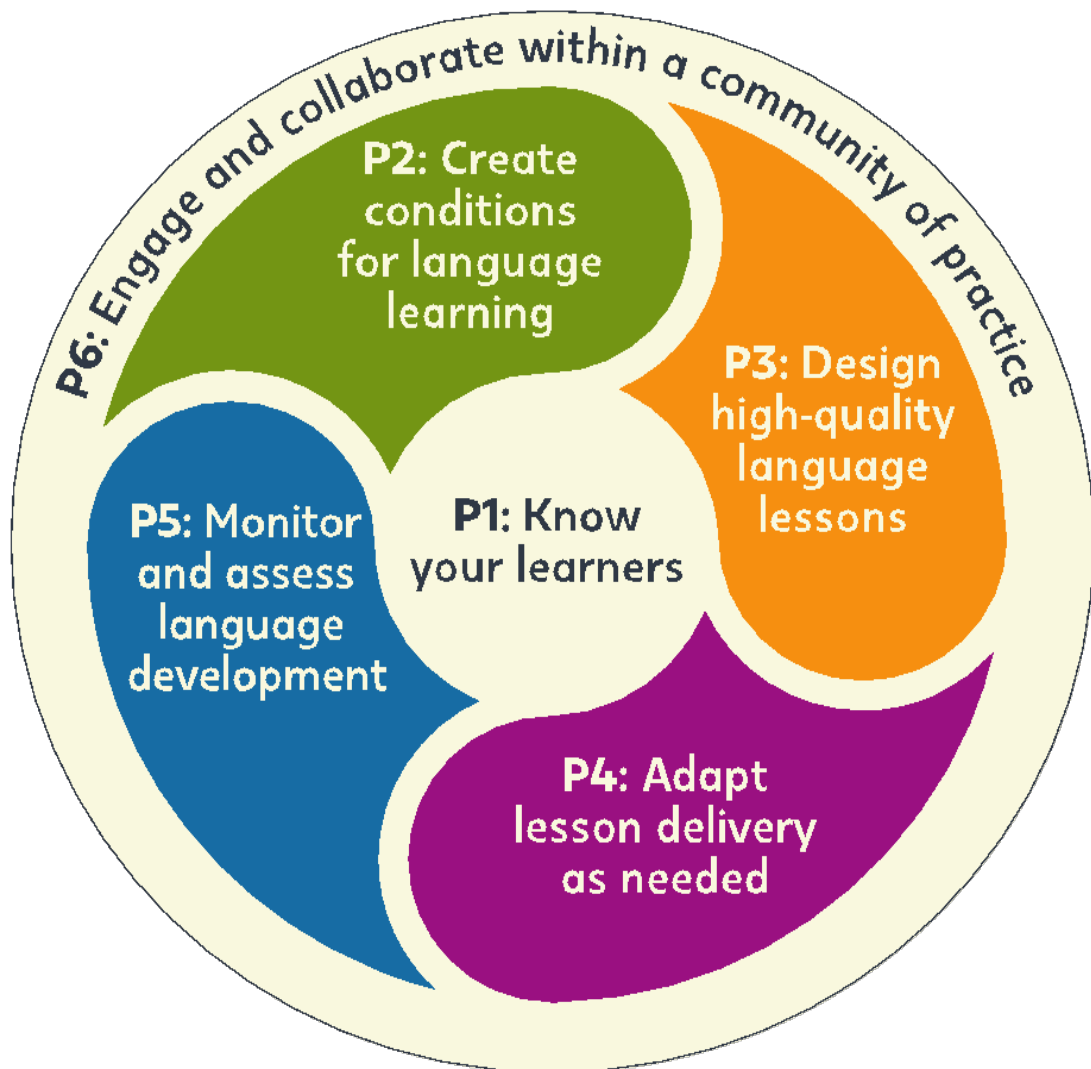 P6: Engage and collaborate within a community of practice
P2: Create
conditions
for language
learning
P3: Design
high-quality
language
lessons
P1: Know
your learners
P5: Monitor
and assess
language
development
P4: Adapt
lesson delivery
as needed